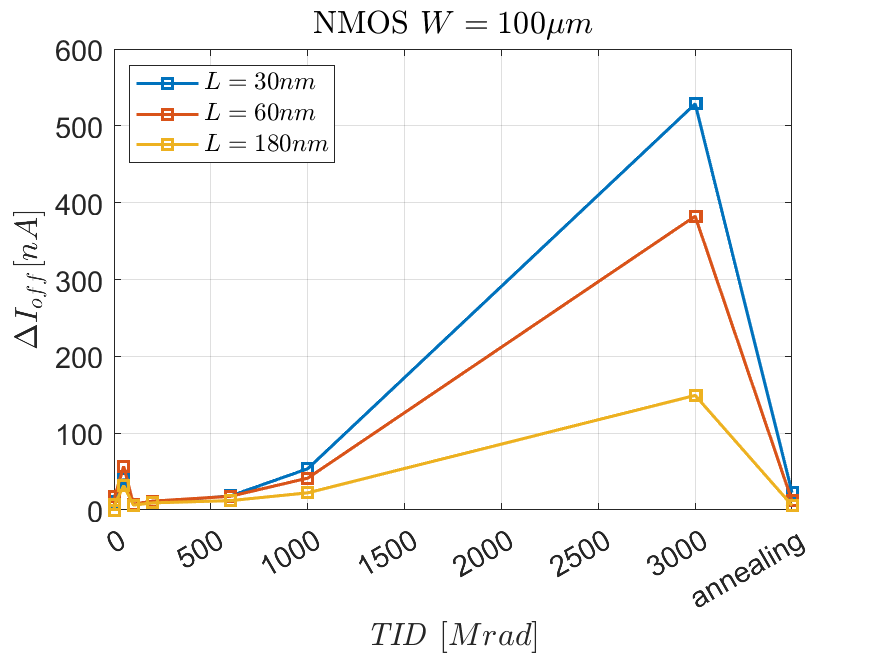 NMOS W = 100μm
L = 30nm
L = 60nm
L = 180nm
ΔI_off [nA]
600
500
400
300
200
100
0
0
500
1000
1500
2000
2500
3000
annealing
TID [Mrad]